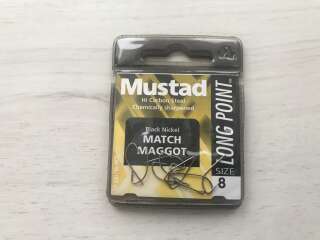 Mustad
Hi Carbon Steel
Chemically sharpened
Black Nickel
MATCH
MAGGOT
LONG POINT
SIZE
8